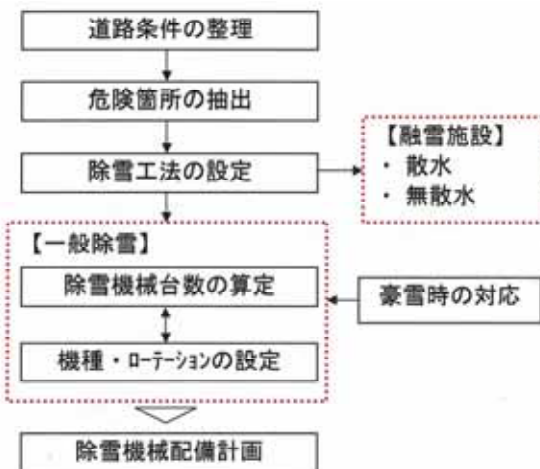 道路条件の整理
危険箇所の抽出
除雪工法の設定
【融雪施設】
・ 散水
・ 無散水
【一般除雪】
除雪機械台数の算定
豪雪時の対応
機種・ﾛｰﾃｰｼｮﾝの設定
除雪機械配備計画